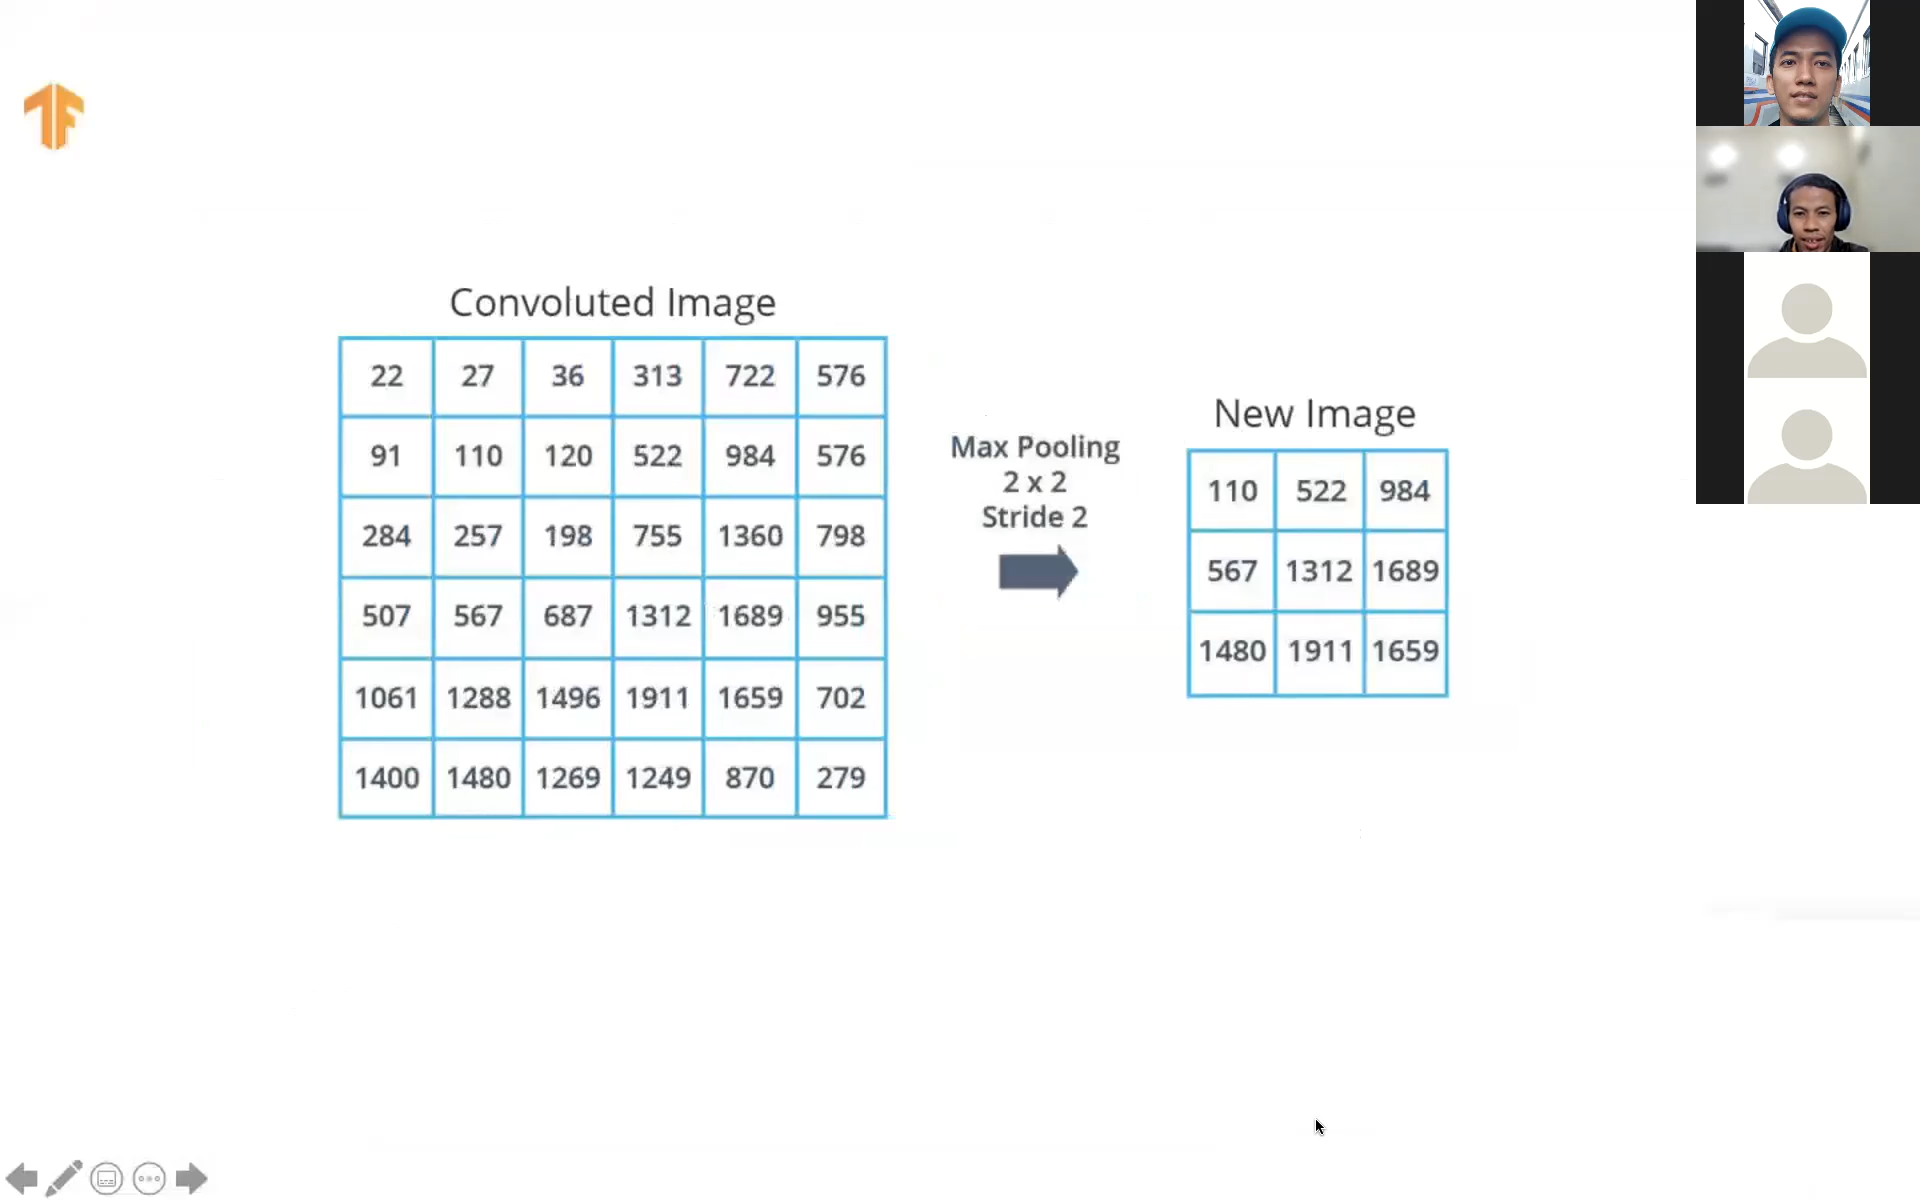 Convoluted Image
22 27 36 313 722 576
91 110 120 522 984 576
284 257 198 755 1360 798
507 567 687 1312 1689 955
1061 1288 1496 1911 1659 702
1400 1480 1269 1249 870 279
Max Pooling
2 x 2
Stride 2
New Image
110 522 984
567 1312 1689
1480 1911 1659